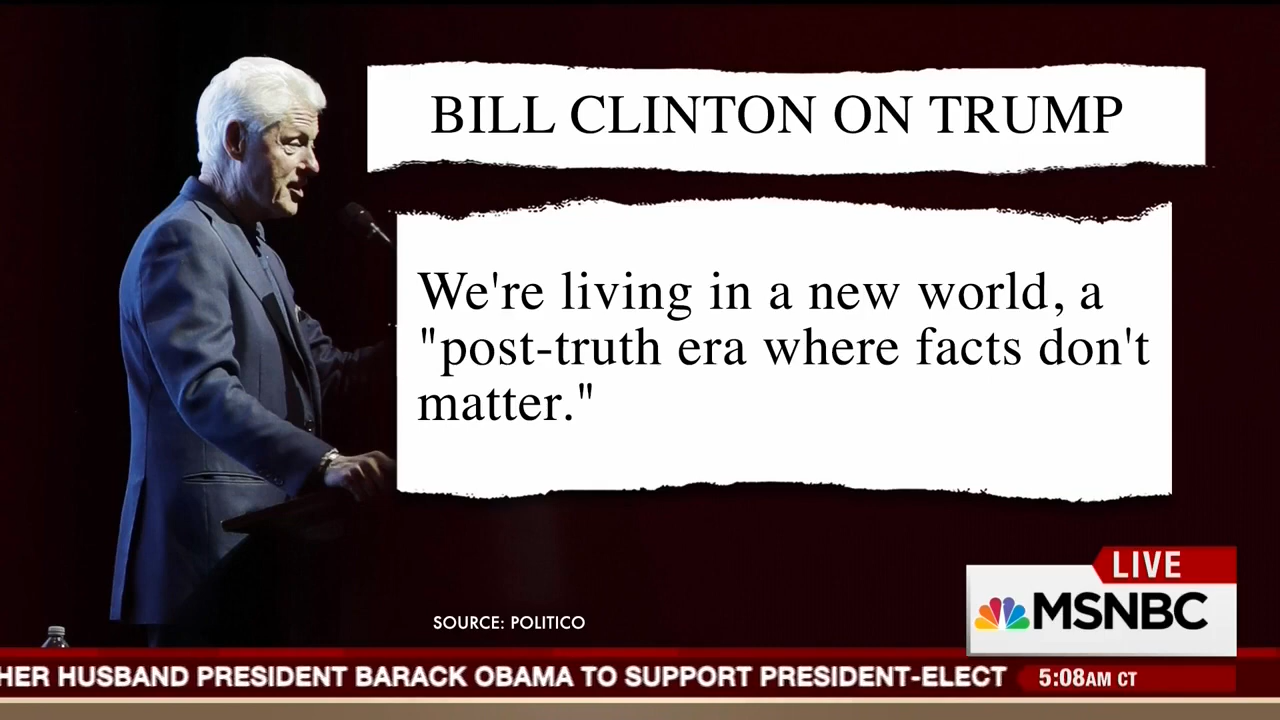 BILL CLINTON ON TRUMP
We're living in a new world, a
"post-truth era where facts don't
matter."
SOURCE: POLITICO
LIVE
MSNBC
HER HUSBAND PRESIDENT BARACK OBAMA TO SUPPORT PRESIDENT-ELECT
5:08AM CT